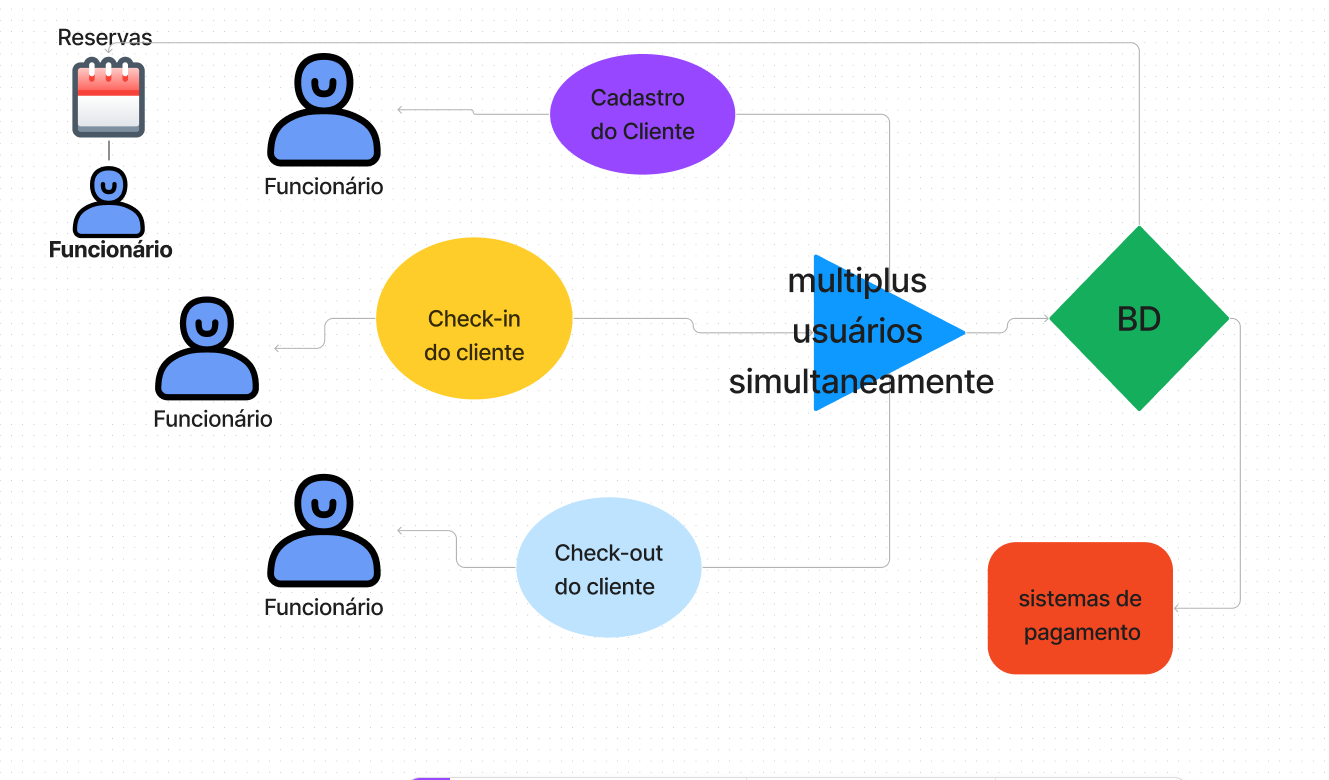 Reservas
Funcionário
Funcionário
Cadastro
do Cliente
Funcionário
Check-in
do cliente
multiplus
usuários
simultaneamente
BD
Funcionário
Check-out
do cliente
sistemas de
pagamento